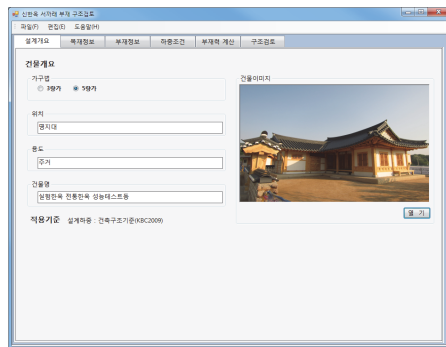 신한옥 서까래 부재 구조검토
파일(F) 편집(E) 도움말(H)
설계개요 목재정보 부재정보 하중조건 부재력 계산 구조검토
건물개요
가구법
3량가 5량가
위치
명지대
용도
주거
건물명
실험한옥 전통한옥 성능테스트동
적용기준 설계하중 : 건축구조기준(KBC2009)
건물이미지
열 기